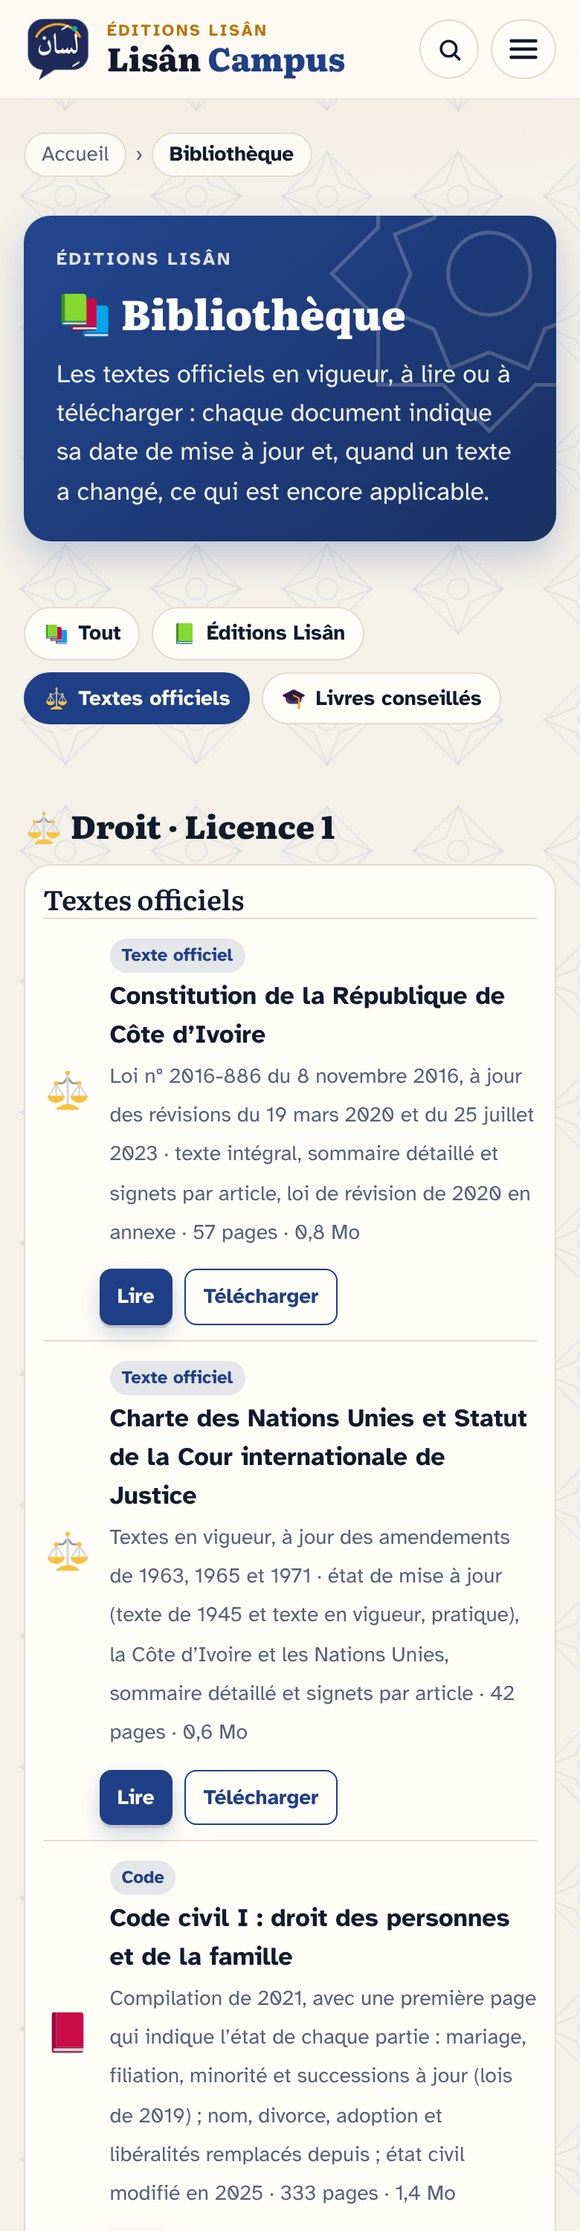 لِسَان
ÉDITIONS LISÂN
Lisân Campus
Accueil › Bibliothèque
ÉDITIONS LISÂN
Bibliothèque
Les textes officiels en vigueur, à lire ou à
télécharger : chaque document indique
sa date de mise à jour et, quand un texte
a changé, ce qui est encore applicable.
Tout
Éditions Lisân
Textes officiels
Livres conseillés
Droit · Licence 1
Textes officiels
Texte officiel
Constitution de la République de
Côte d’Ivoire
Loi n° 2016-886 du 8 novembre 2016, à jour
des révisions du 19 mars 2020 et du 25 juillet
2023 · texte intégral, sommaire détaillé et
signets par article, loi de révision de 2020 en
annexe · 57 pages · 0,8 Mo
Lire
Télécharger
Texte officiel
Charte des Nations Unies et Statut
de la Cour internationale de
Justice
Textes en vigueur, à jour des amendements
de 1963, 1965 et 1971 · état de mise à jour
(texte de 1945 et texte en vigueur, pratique),
la Côte d’Ivoire et les Nations Unies,
sommaire détaillé et signets par article · 42
pages · 0,6 Mo
Lire
Télécharger
Code
Code civil I : droit des personnes
et de la famille
Compilation de 2021, avec une première page
qui indique l’état de chaque partie : mariage,
filiation, minorité et successions à jour (lois
de 2019) ; nom, divorce, adoption et
libéralités remplacés depuis ; état civil
modifié en 2025 · 333 pages · 1,4 Mo